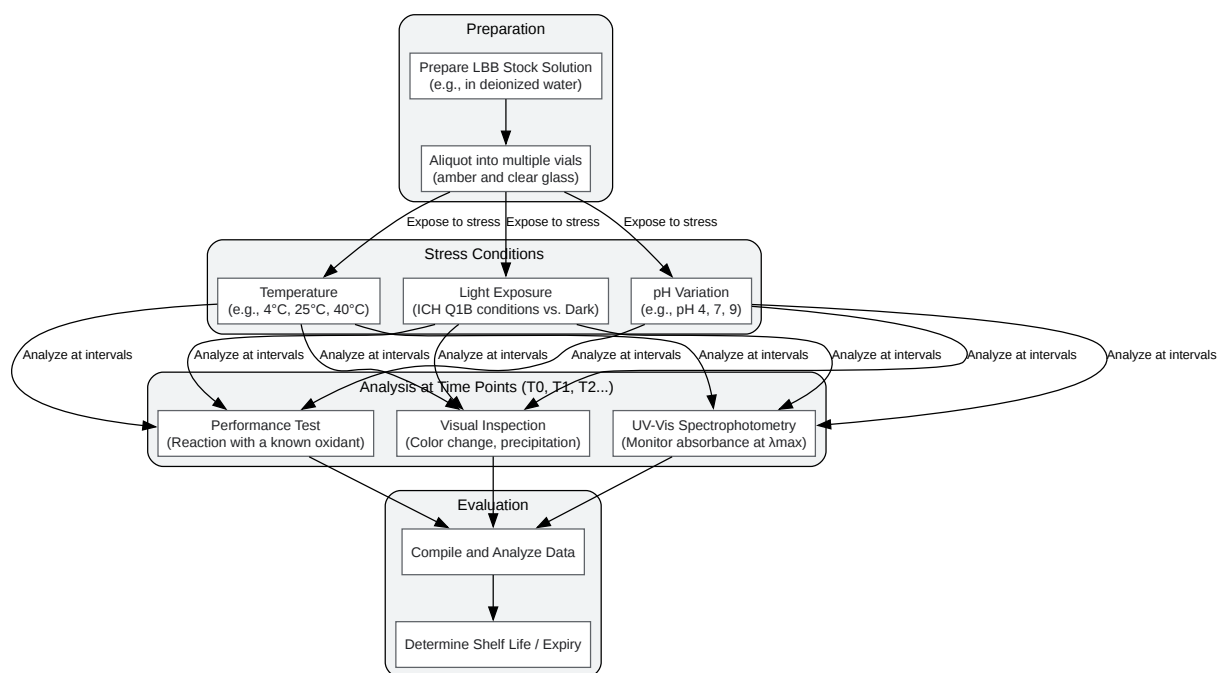 Preparation
Prepare LBB Stock Solution
(e.g., in deionized water)
Aliquot into multiple vials
(amber and clear glass)
Expose to stress
Expose to stress
Expose to stress
Stress Conditions
Temperature
(e.g., 4°C, 25°C, 40°C)
Light Exposure
(ICH Q1B conditions vs. Dark)
pH Variation
(e.g., pH 4, 7, 9)
Analyze at intervals
Analyze at intervals
Analyze at intervals
Analyze at intervals
Analyze at intervals
Analyze at intervals
Analyze at intervals
Analyze at intervals
Analyze at intervals
Analysis at Time Points (T0, T1, T2...)
Performance Test
(Reaction with a known oxidant)
Visual Inspection
(Color change, precipitation)
UV-Vis Spectrophotometry
(Monitor absorbance at λmax)
Evaluation
Compile and Analyze Data
Determine Shelf Life / Expiry